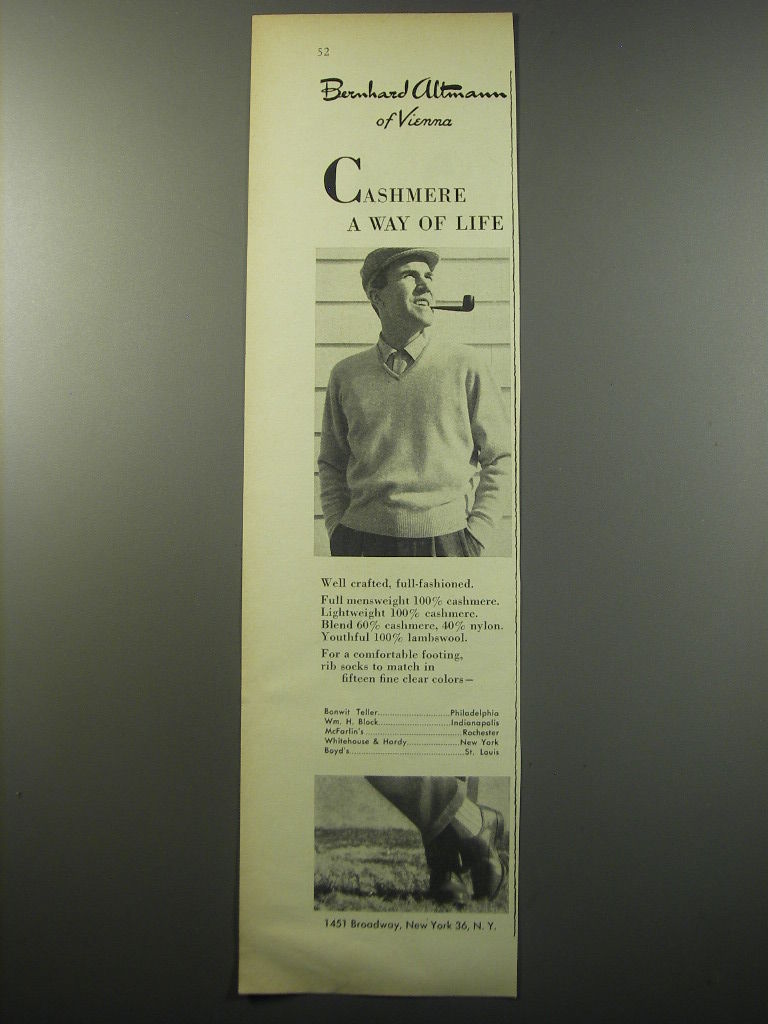 52
Bernhard Altmann
of Vienna
CASHMERE
A WAY OF LIFE
Well crafted, full-fashioned.
Full mensweight 100% cashmere.
Lightweight 100% cashmere.
Blend 60% cashmere, 40% nylon.
Youthful 100% lambswool.
For a comfortable footing,
rib socks to match in
fifteen fine clear colors—
Bonwit Teller..........................Philadelphia
Wm. H. Block..........................Indianapolis
McFarlin's..................................Rochester
Whitehouse & Hardy...................New York
Boyd's.........................................St. Louis
1451 Broadway, New York 36, N. Y.